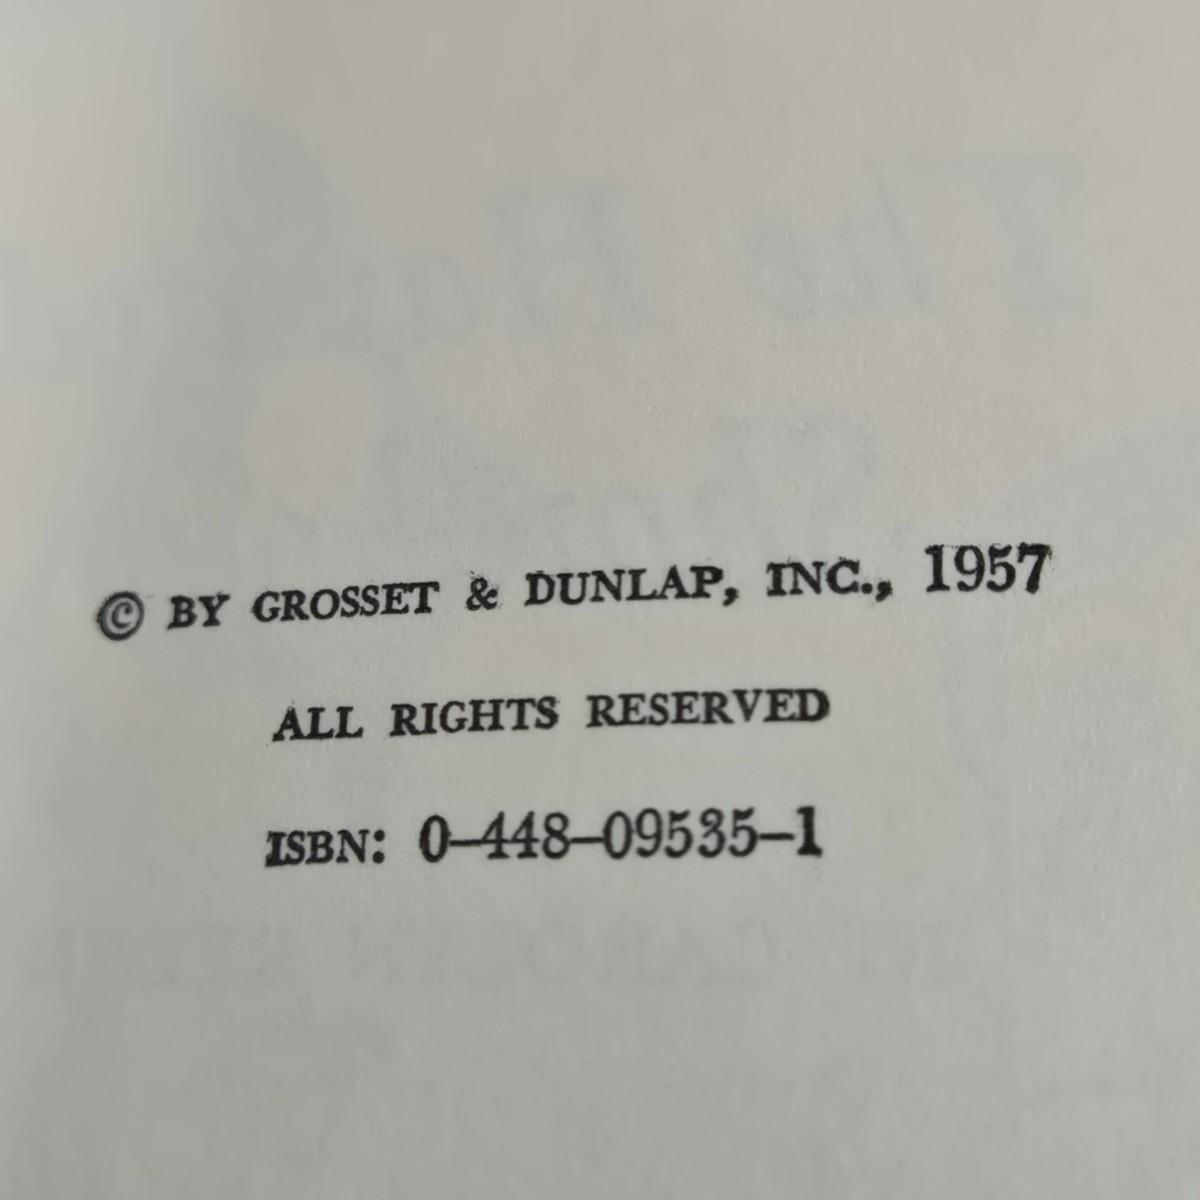 © BY GROSSET & DUNLAP, INC., 1957
ALL RIGHTS RESERVED
ISBN: 0-448-09535-1